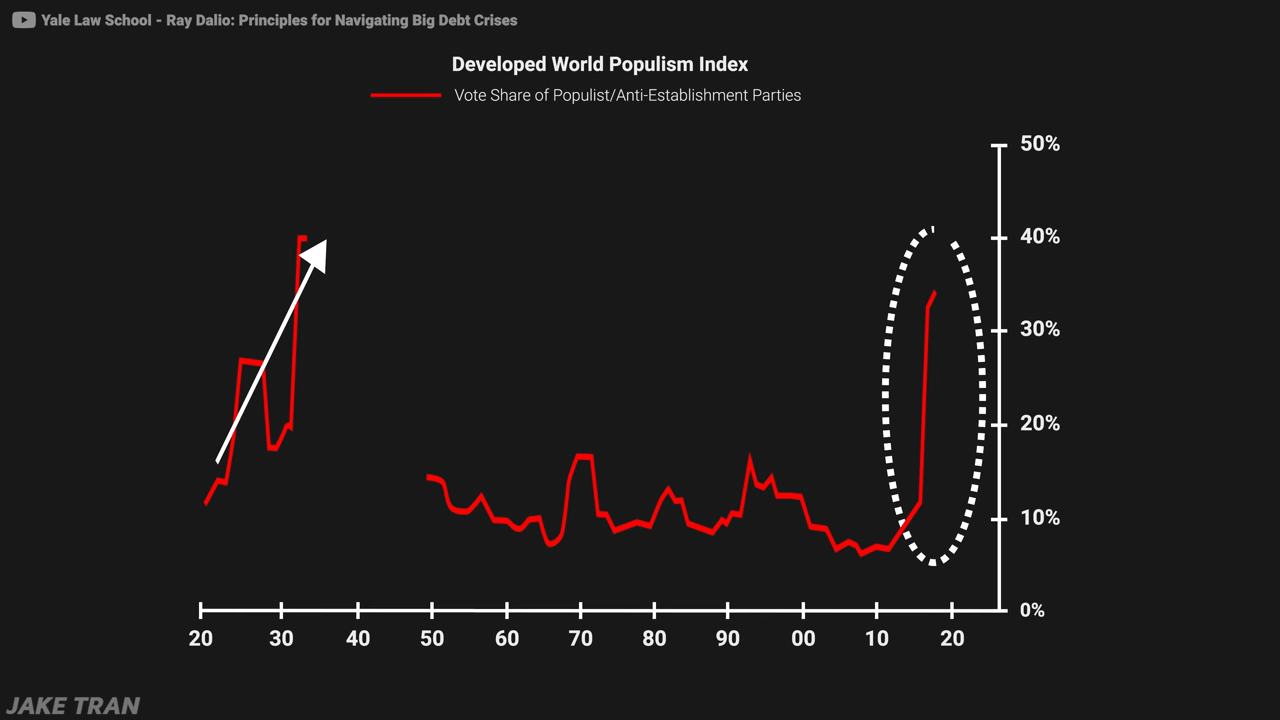 Yale Law School - Ray Dalio: Principles for Navigating Big Debt Crises
Developed World Populism Index
Vote Share of Populist/Anti-Establishment Parties
50%
40%
30%
20%
10%
0%
20 30 40 50 60 70 80 90 00 10 20
JAKE TRAN